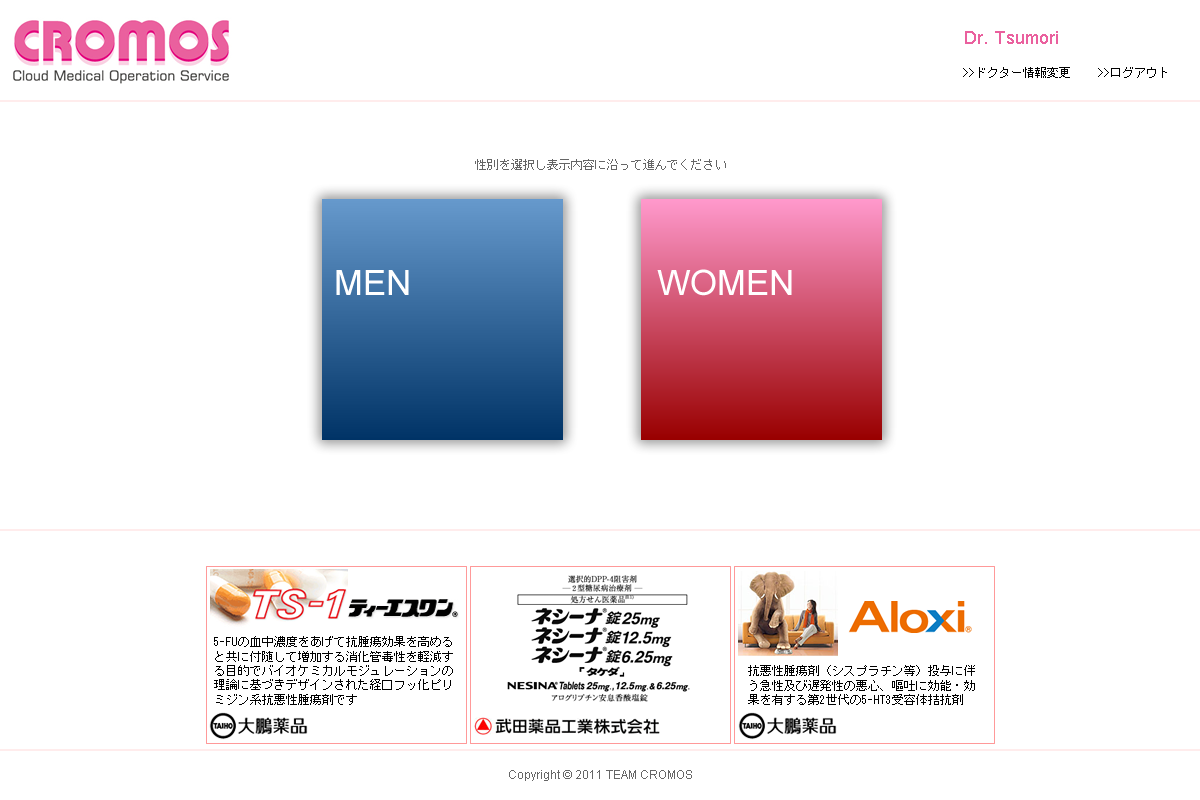 CROMOS
Cloud Medical Operation Service
Dr. Tsumori
>>ドクター情報変更
>>ログアウト
性別を選択し表示内容に沿って進んでください
MEN
WOMEN
TS-1 ティーエスワン®
5-FUの血中濃度をあげて抗腫瘍効果を高める
と共に付随して増加する消化管毒性を軽減す
る目的でバイオケミカルモジュレーションの
理論に基づきデザインされた経口フッ化ピリ
ミジン系抗悪性腫瘍剤です
TAIHO 大鵬薬品
選択的DPP-4阻害剤
―2型糖尿病治療剤―
処方せん医薬品
ネシーナ®錠25mg
ネシーナ®錠12.5mg
ネシーナ®錠6.25mg
「タケダ」
NESINA® Tablets 25mg.,12.5mg.& 6.25mg.
アログリプチン安息香酸塩錠
武田薬品工業株式会社
Aloxi®
抗悪性腫瘍剤（シスプラチン等）投与に伴
う急性及び遅発性の悪心、嘔吐に効能・効
果を有する第2世代の5-HT3受容体拮抗剤
TAIHO 大鵬薬品
Copyright © 2011 TEAM CROMOS